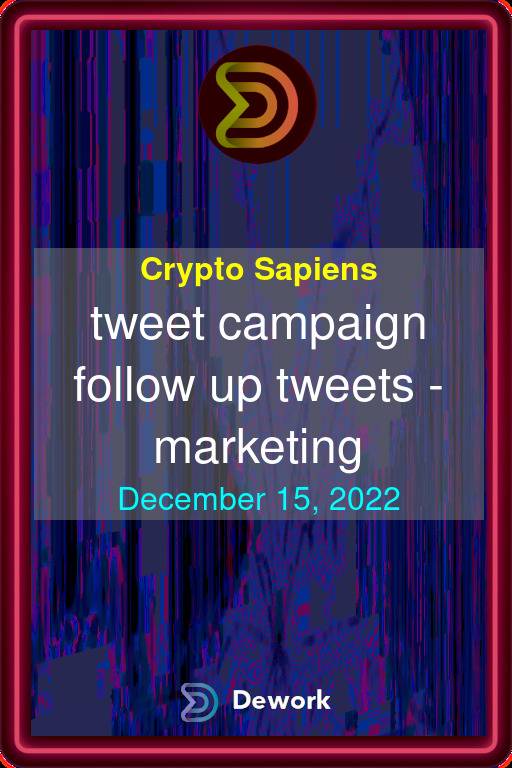 Crypto Sapiens
tweet campaign
follow up tweets -
marketing
December 15, 2022
Dework